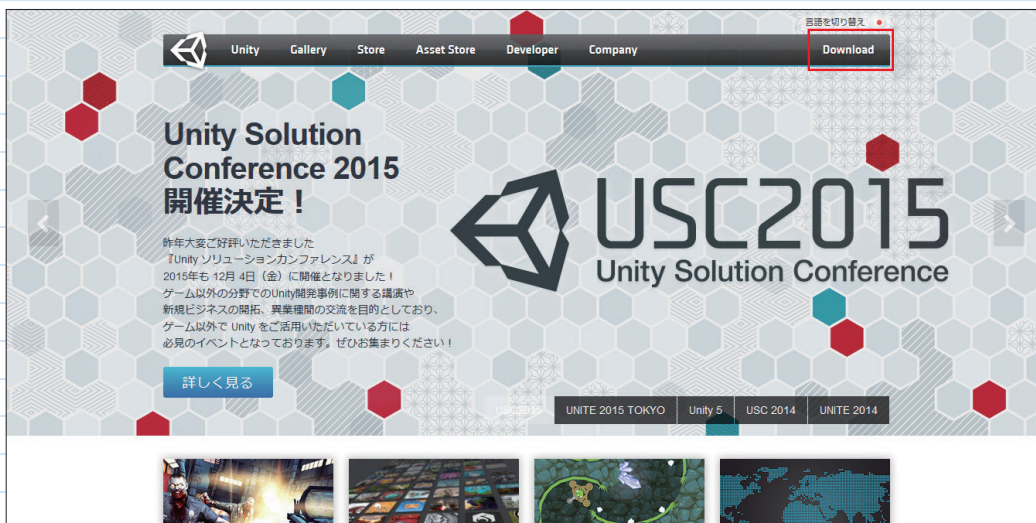 言語を切り替え
Unity Gallery Store Asset Store Developer Company Download
Unity Solution
Conference 2015
開催決定！
昨年大変ご好評いただきました
『Unity ソリューションカンファレンス』が
2015年も 12月 4日（金）に開催となりました！
ゲーム以外の分野でのUnity開発事例に関する講演や
新規ビジネスの開拓、異業種間の交流を目的としており、
ゲーム以外で Unity をご活用いただいている方には
必見のイベントとなっております。ぜひお集まりください！
詳しく見る
USC2015
Unity Solution Conference
USC2015 UNITE 2015 TOKYO Unity 5 USC 2014 UNITE 2014